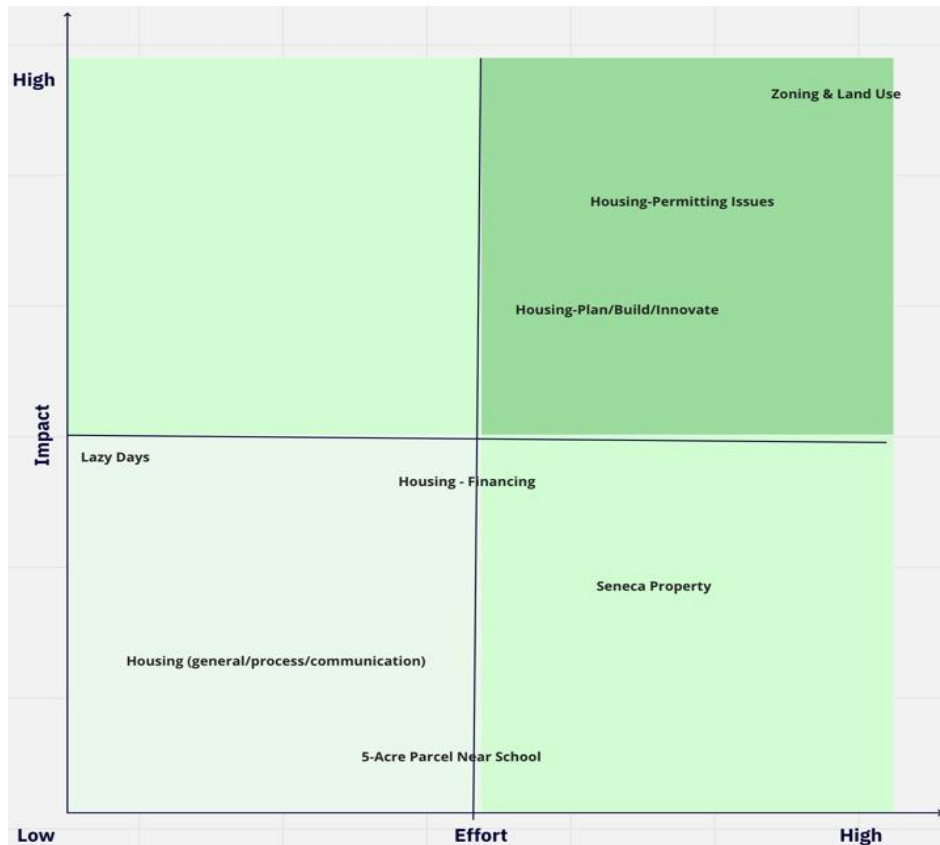 High
Zoning & Land Use
Housing-Permitting Issues
Housing-Plan/Build/Innovate
Impact
Lazy Days
Housing - Financing
Seneca Property
Housing (general/process/communication)
5-Acre Parcel Near School
Low
Effort
High